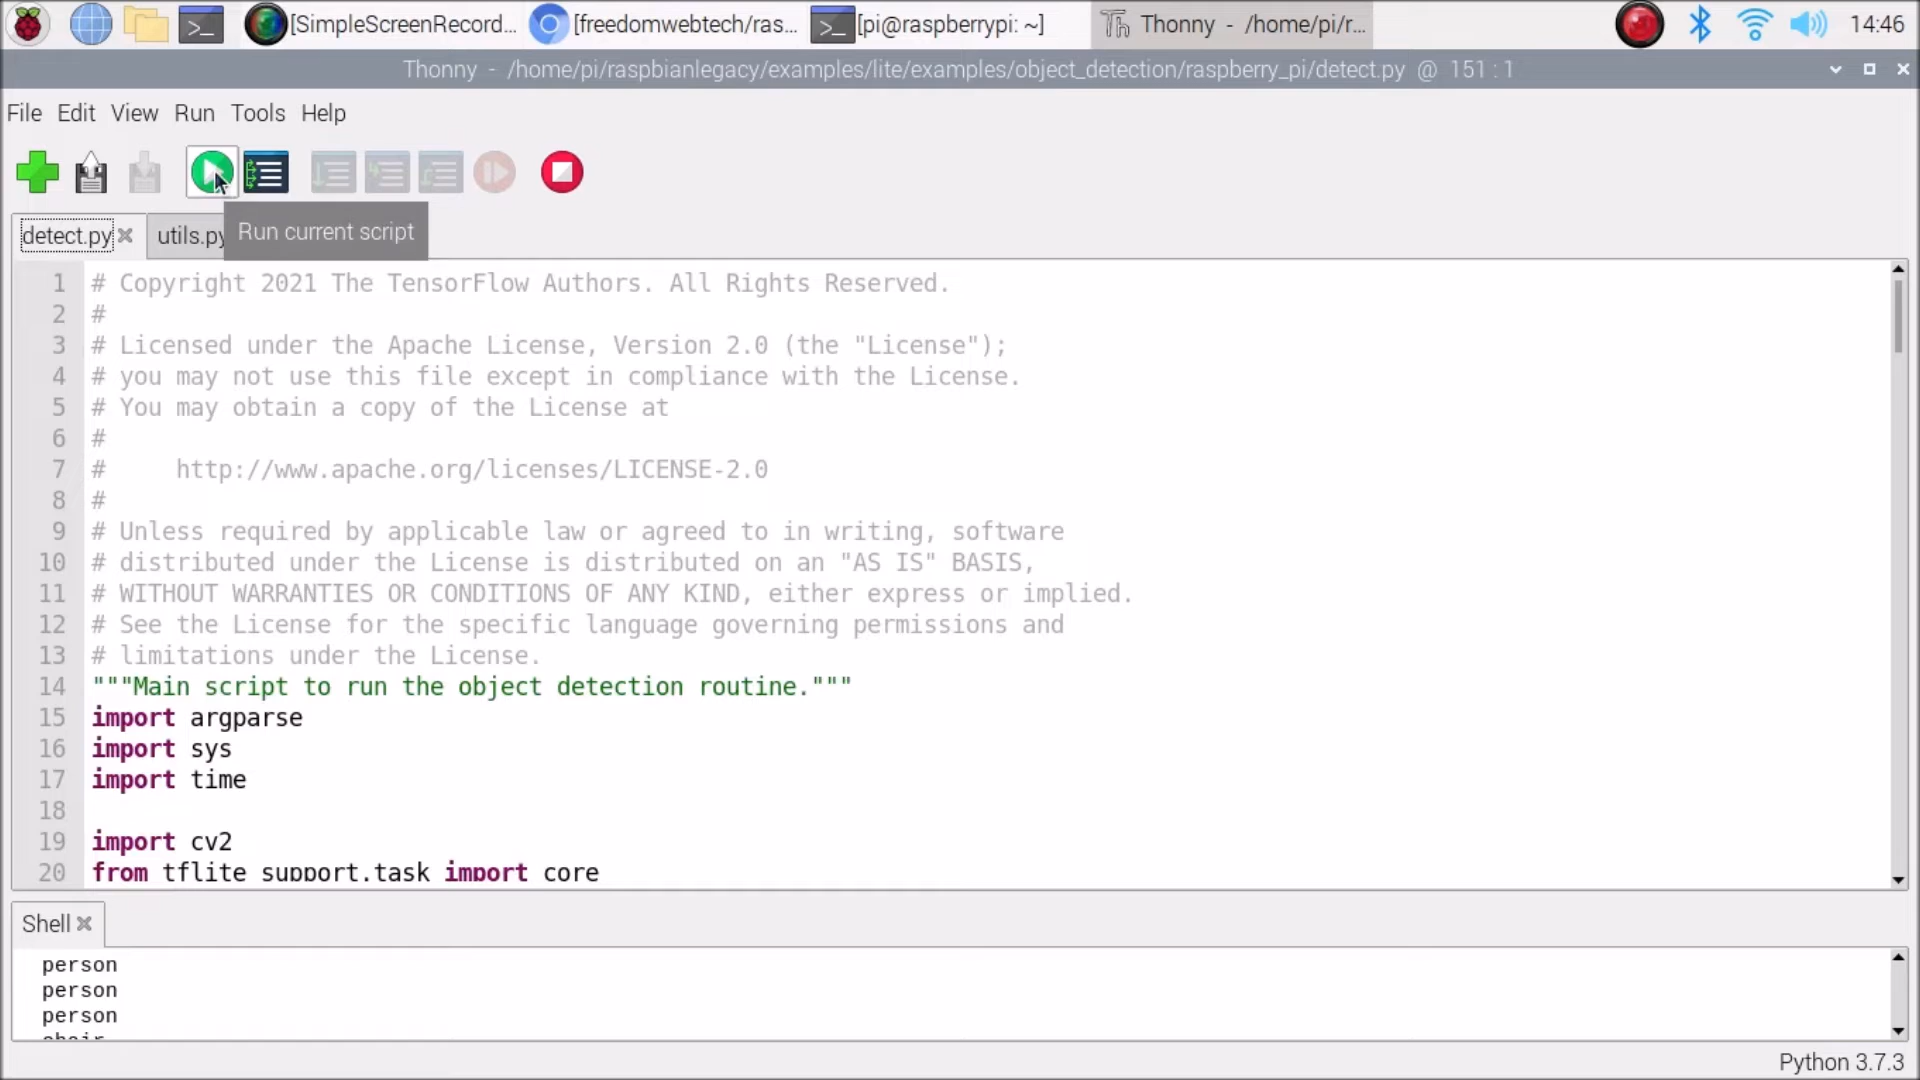 [SimpleScreenRecord... [freedomwebtech/ras... [pi@raspberrypi: ~] Thonny - /home/pi/r... 14:46
Thonny - /home/pi/raspbianlegacy/examples/lite/examples/object_detection/raspberry_pi/detect.py @ 151 : 1
File Edit View Run Tools Help
detect.py utils.py Run current script
1 # Copyright 2021 The TensorFlow Authors. All Rights Reserved.
2 #
3 # Licensed under the Apache License, Version 2.0 (the "License");
4 # you may not use this file except in compliance with the License.
5 # You may obtain a copy of the License at
6 #
7 #     http://www.apache.org/licenses/LICENSE-2.0
8 #
9 # Unless required by applicable law or agreed to in writing, software
10 # distributed under the License is distributed on an "AS IS" BASIS,
11 # WITHOUT WARRANTIES OR CONDITIONS OF ANY KIND, either express or implied.
12 # See the License for the specific language governing permissions and
13 # limitations under the License.
14 """Main script to run the object detection routine."""
15 import argparse
16 import sys
17 import time
18
19 import cv2
20 from tflite_support.task import core
Shell
person
person
person
chair
Python 3.7.3